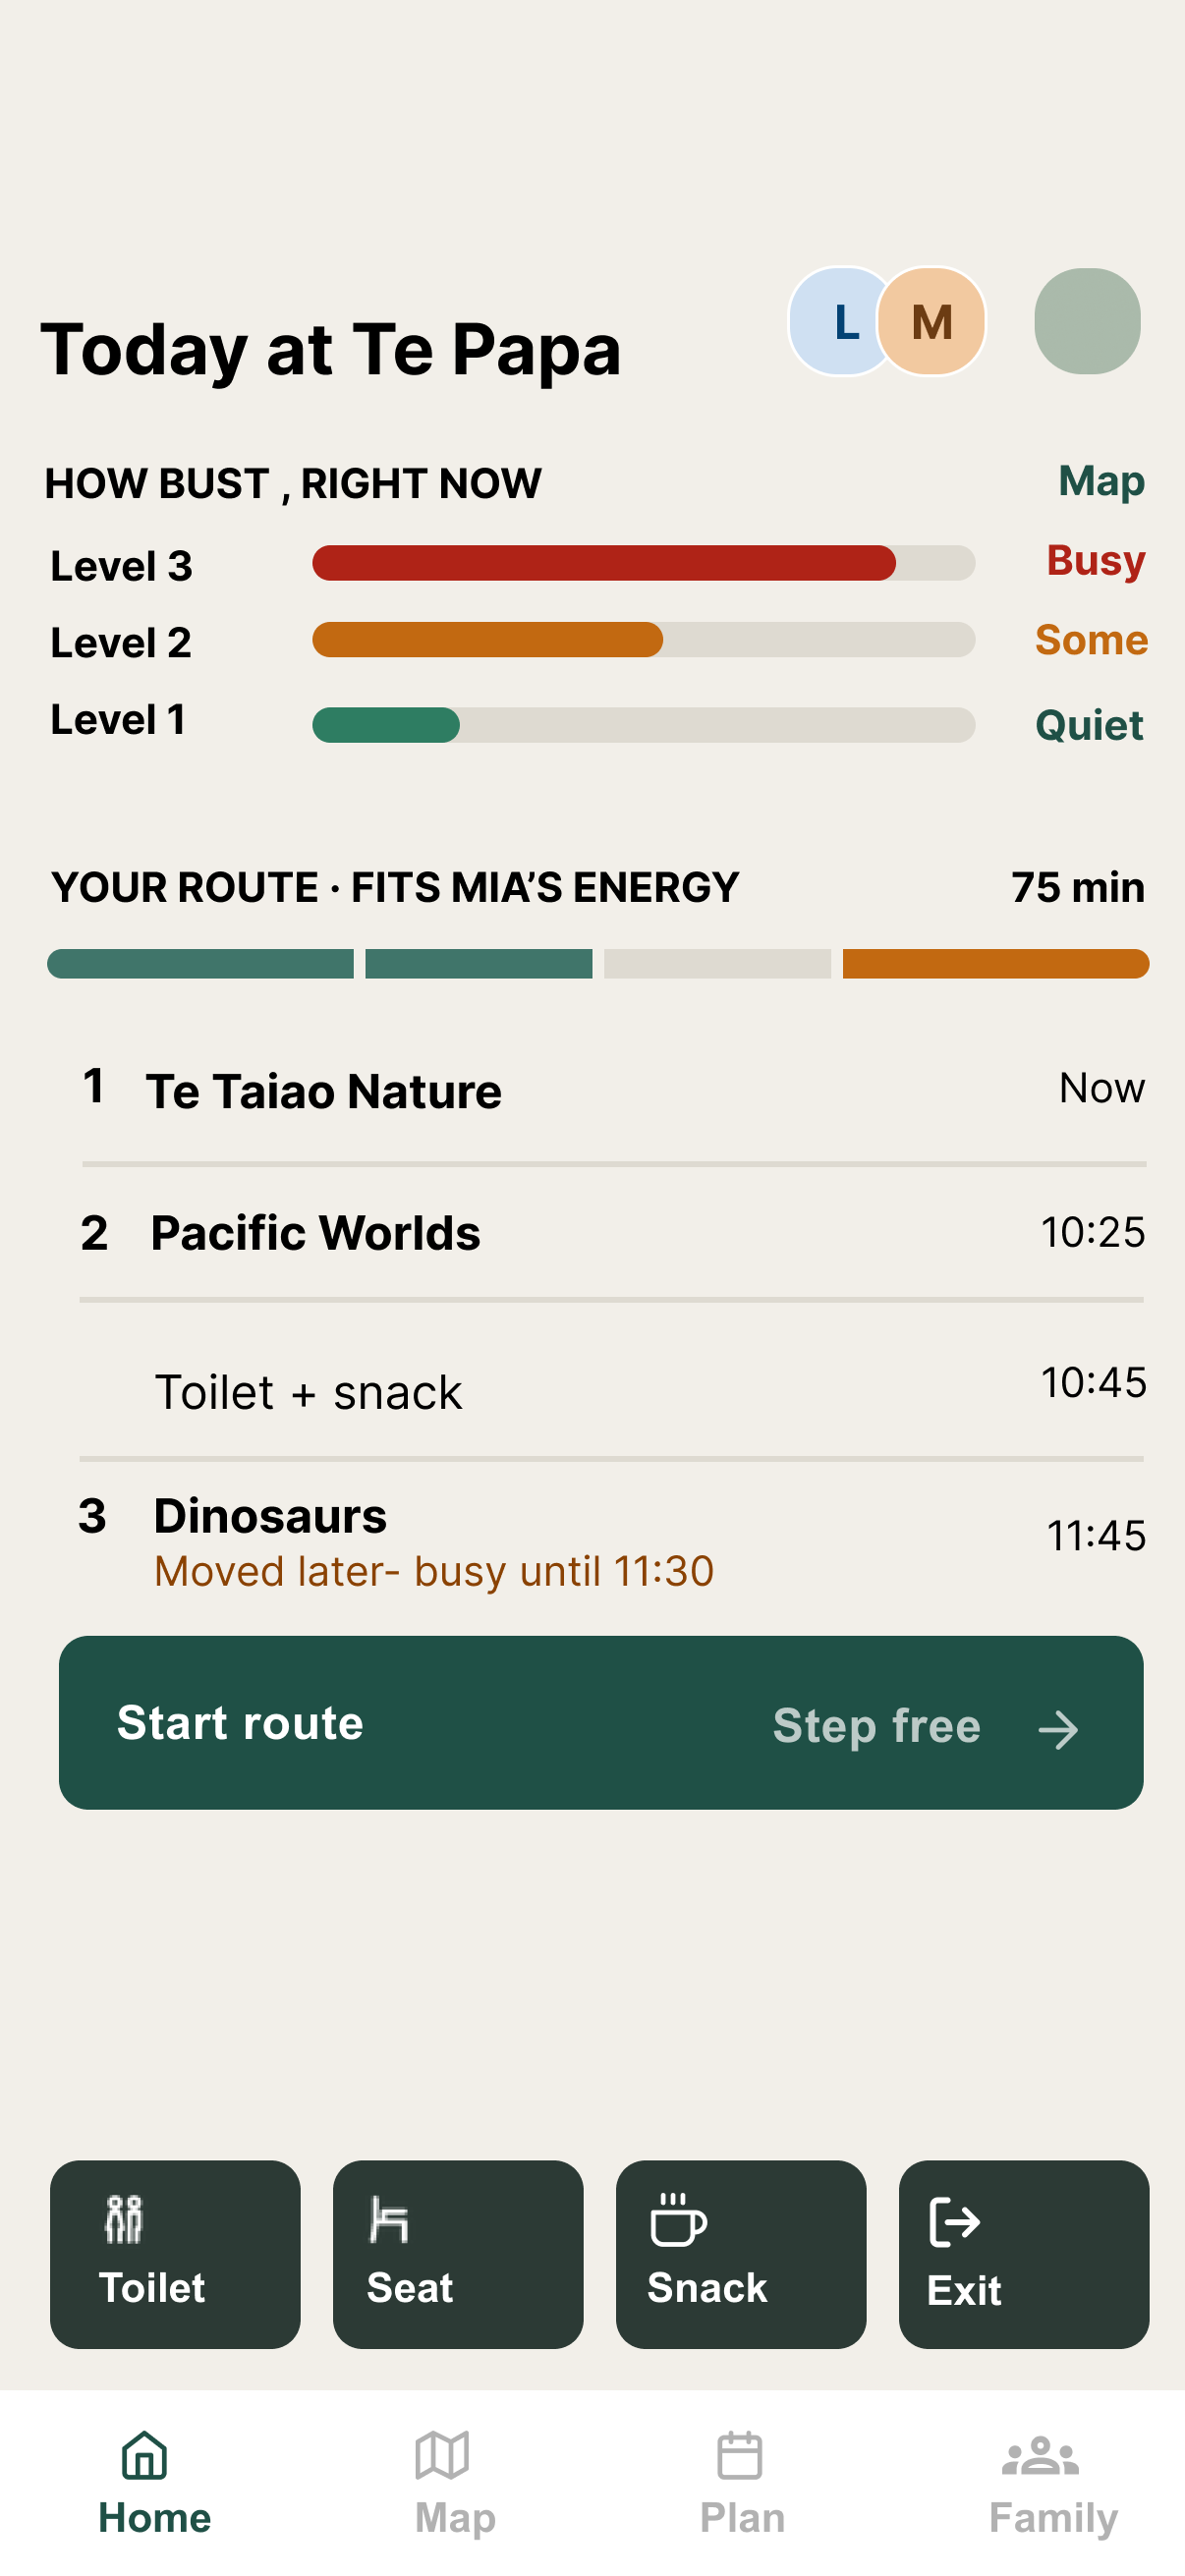 Today at Te Papa
L
M
HOW BUST , RIGHT NOW
Map
Level 3
Busy
Level 2
Some
Level 1
Quiet
YOUR ROUTE · FITS MIA’S ENERGY
75 min
1 Te Taiao Nature
Now
2 Pacific Worlds
10:25
Toilet + snack
10:45
3 Dinosaurs
11:45
Moved later- busy until 11:30
Start route
Step free
Toilet
Seat
Snack
Exit
Home
Map
Plan
Family